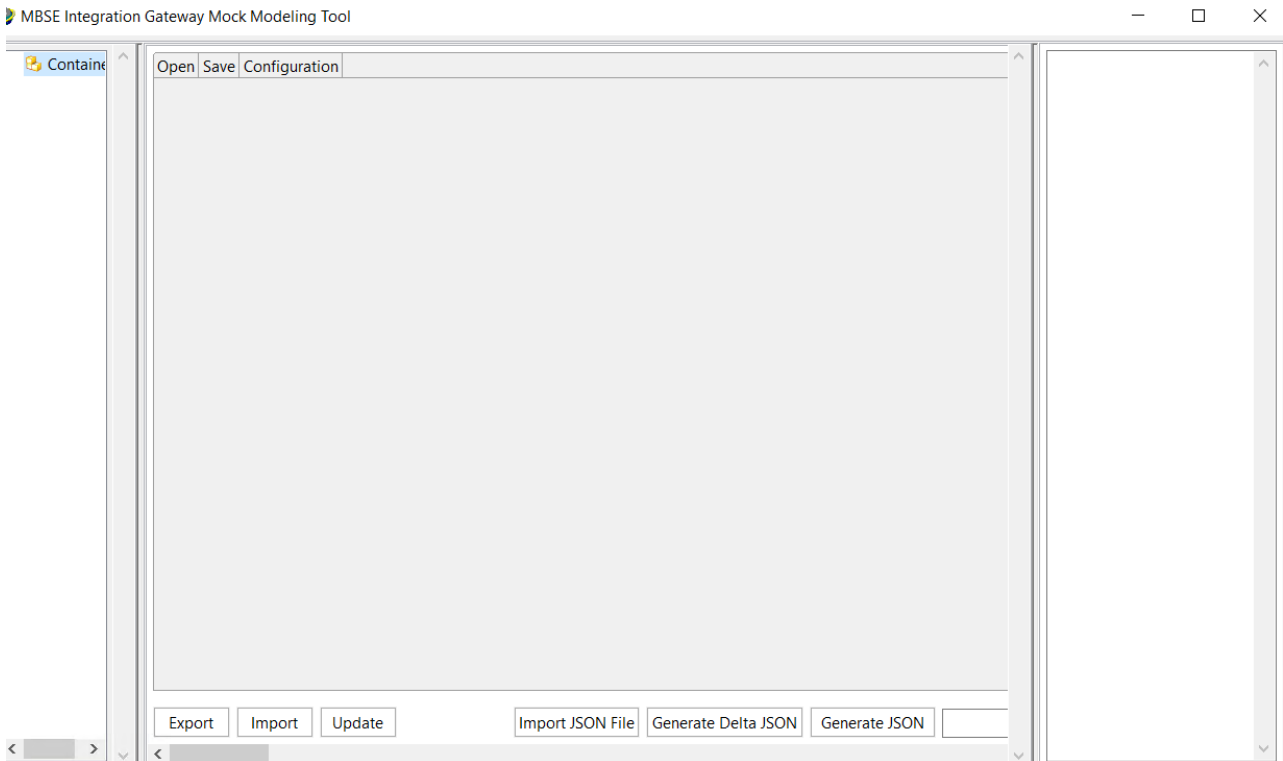 MBSE Integration Gateway Mock Modeling Tool
Containe
Open Save Configuration
Export Import Update Import JSON File Generate Delta JSON Generate JSON